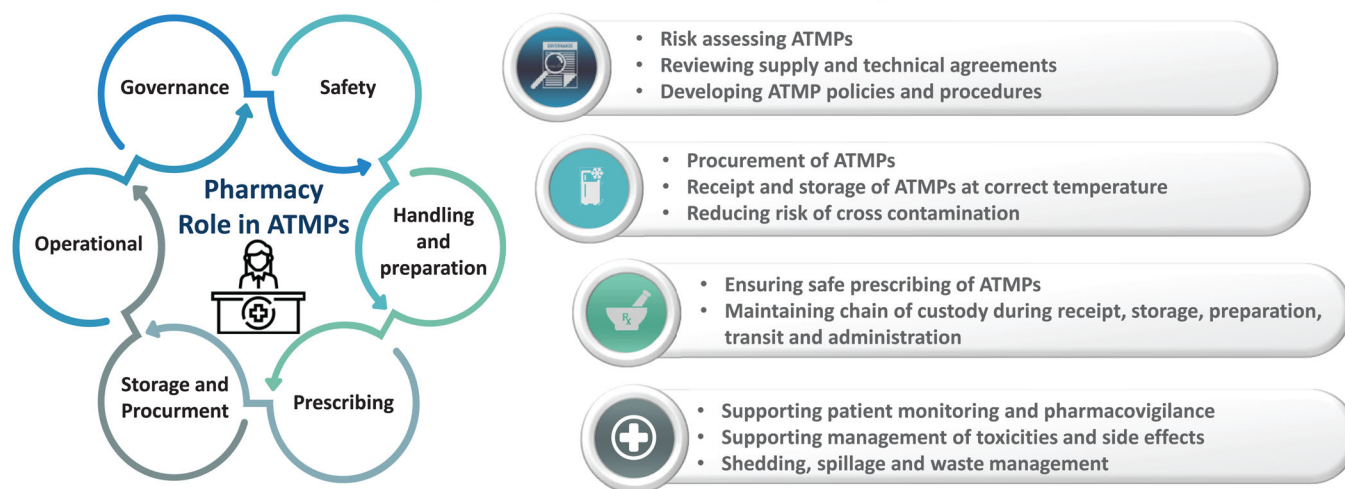 Governance
Safety
Pharmacy
Role in ATMPs
Operational
Handling
and
preparation
Storage and
Procurment
Prescribing
GOVERNANCE
• Risk assessing ATMPs
• Reviewing supply and technical agreements
• Developing ATMP policies and procedures
• Procurement of ATMPs
• Receipt and storage of ATMPs at correct temperature
• Reducing risk of cross contamination
Rx
• Ensuring safe prescribing of ATMPs
• Maintaining chain of custody during receipt, storage, preparation,
transit and administration
• Supporting patient monitoring and pharmacovigilance
• Supporting management of toxicities and side effects
• Shedding, spillage and waste management